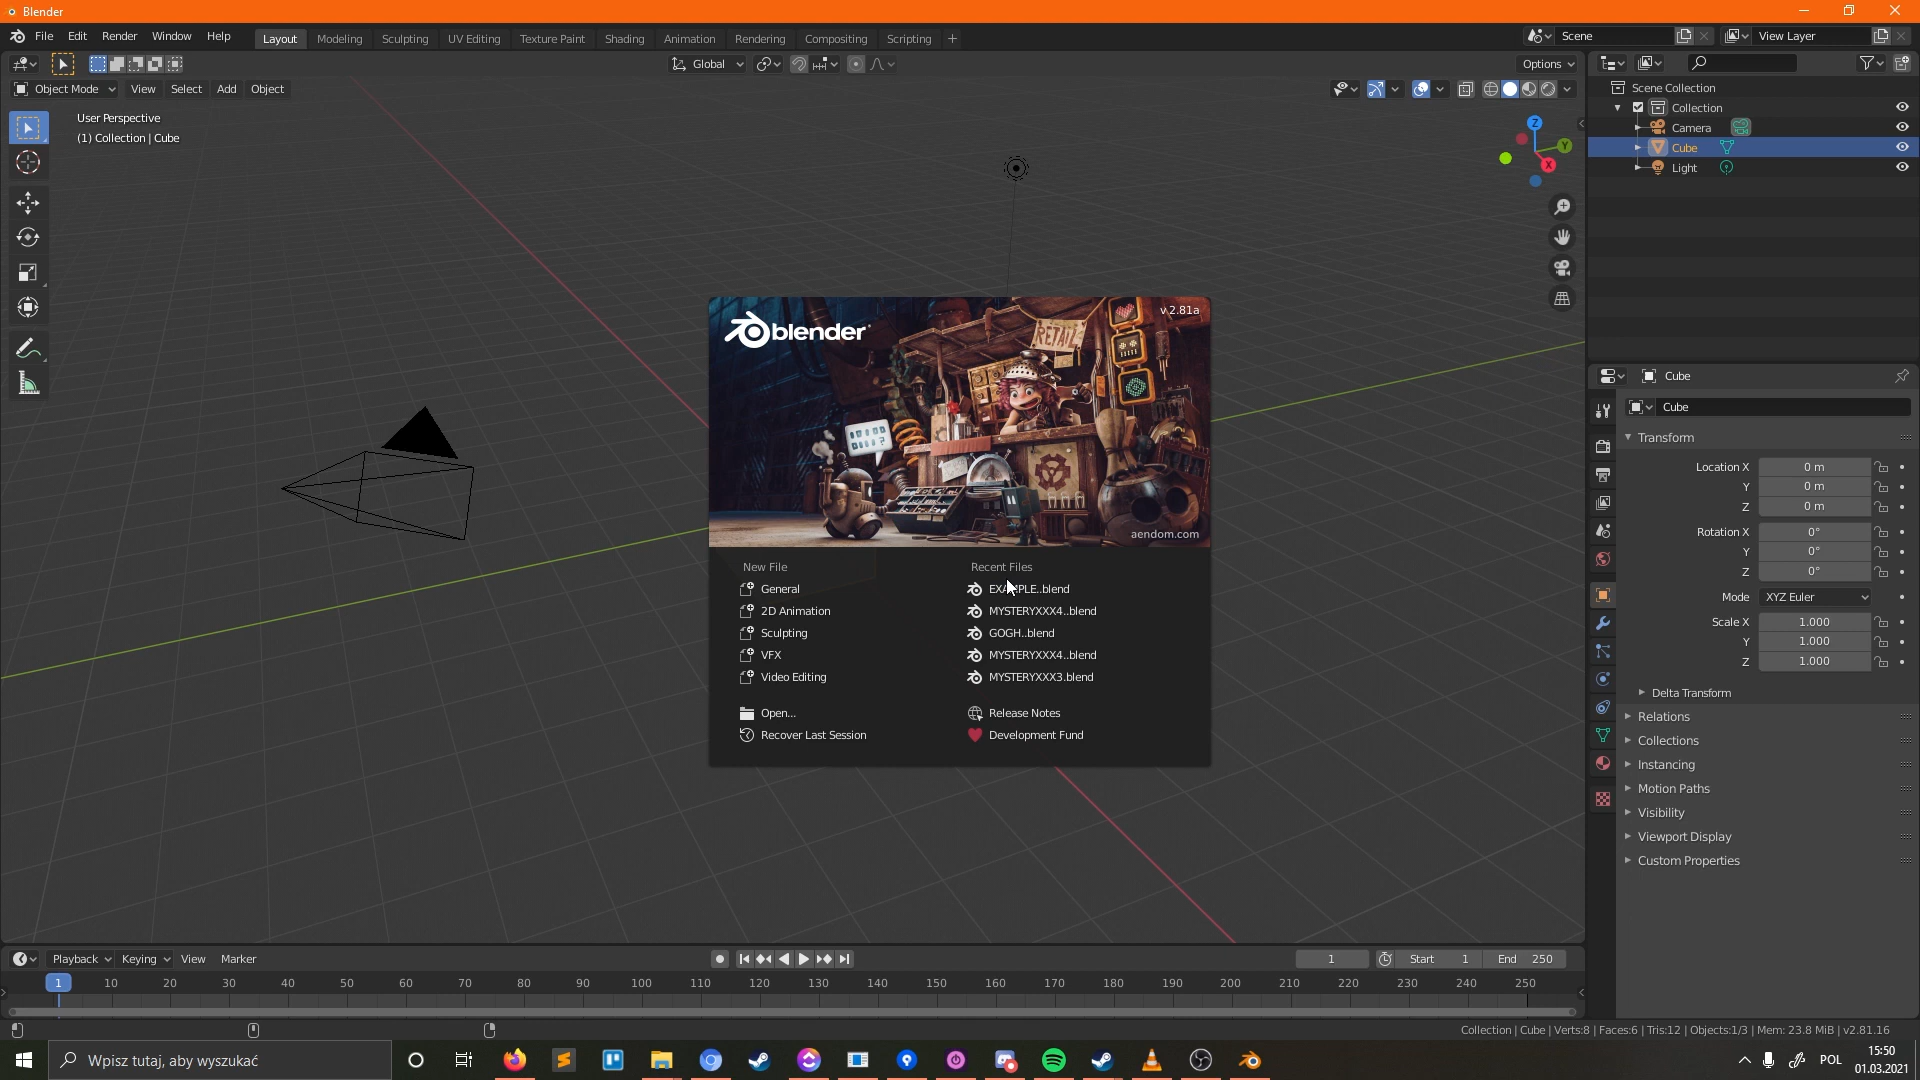 Blender
File Edit Render Window Help
Layout Modeling Sculpting UV Editing Texture Paint Shading Animation Rendering Compositing Scripting +
Scene
View Layer
Global
Options
Object Mode View Select Add Object
User Perspective
(1) Collection | Cube
Z
Y
X
Scene Collection
Collection
Camera
Cube
Light
blender
v 2.81a
RETAIL
aendom.com
New File
General
2D Animation
Sculpting
VFX
Video Editing
Open...
Recover Last Session
Recent Files
EXAMPLE..blend
MYSTERYXXX4..blend
GOGH..blend
MYSTERYXXX4..blend
MYSTERYXXX3.blend
Release Notes
Development Fund
Cube
Cube
Transform
Location X 0 m
Y 0 m
Z 0 m
Rotation X 0°
Y 0°
Z 0°
Mode XYZ Euler
Scale X 1.000
Y 1.000
Z 1.000
Delta Transform
Relations
Collections
Instancing
Motion Paths
Visibility
Viewport Display
Custom Properties
Playback Keying View Marker
1
Start 1
End 250
1 10 20 30 40 50 60 70 80 90 100 110 120 130 140 150 160 170 180 190 200 210 220 230 240 250
Collection | Cube | Verts:8 | Faces:6 | Tris:12 | Objects:1/3 | Mem: 23.8 MiB | v2.81.16
Wpisz tutaj, aby wyszukać
POL
15:50
01.03.2021